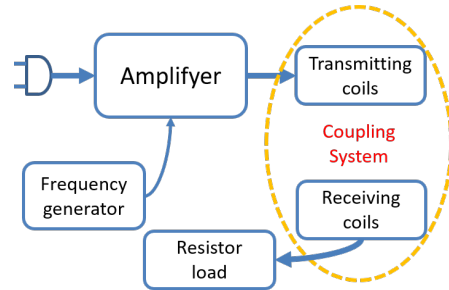 Amplifyer
Transmitting
coils
Coupling
System
Frequency
generator
Receiving
coils
Resistor
load